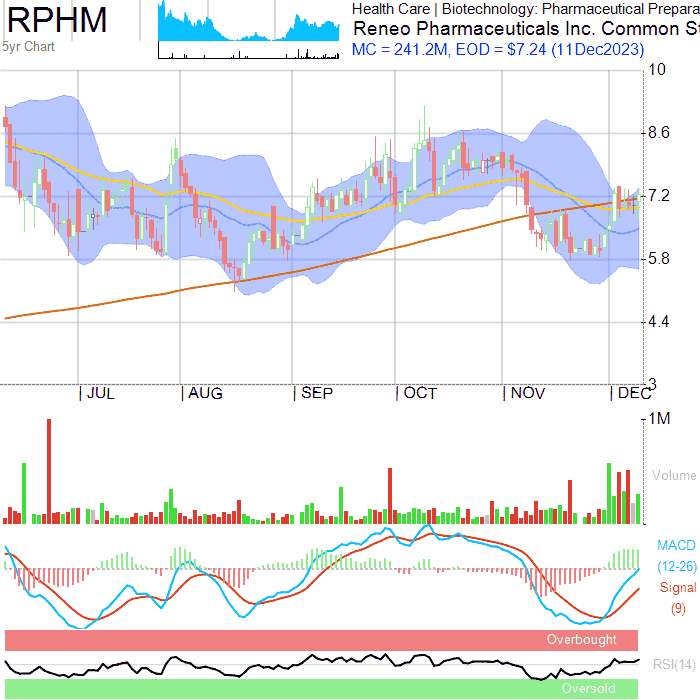 RPHM
5yr Chart
Health Care | Biotechnology: Pharmaceutical Prepara
Reneo Pharmaceuticals Inc. Common St
MC = 241.2M, EOD = $7.24 (11Dec2023)
10
8.6
7.2
5.8
4.4
3
JUL
AUG
SEP
OCT
NOV
DEC
1M
Volume
MACD
(12-26)
Signal
(9)
Overbought
RSI(14)
Oversold